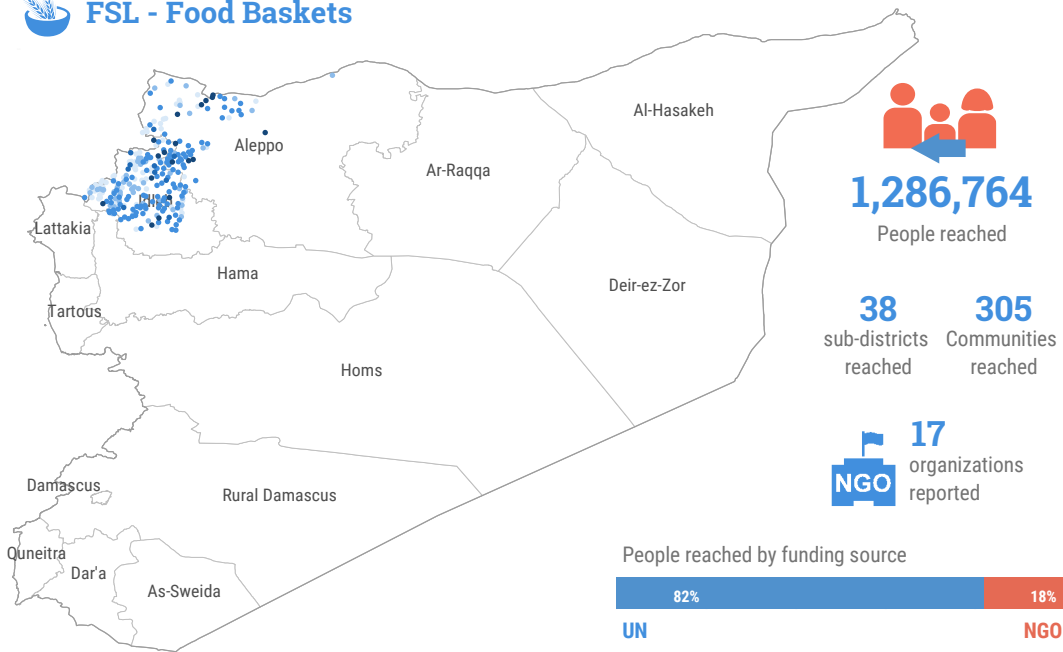 FSL - Food Baskets
Al-Hasakeh
Aleppo
Ar-Raqqa
Idleb
Lattakia
Hama
Deir-ez-Zor
Tartous
Homs
Damascus
Rural Damascus
Quneitra
Dar'a
As-Sweida
1,286,764
People reached
38
sub-districts
reached
305
Communities
reached
NGO
17
organizations
reported
People reached by funding source
82%
18%
UN
NGO